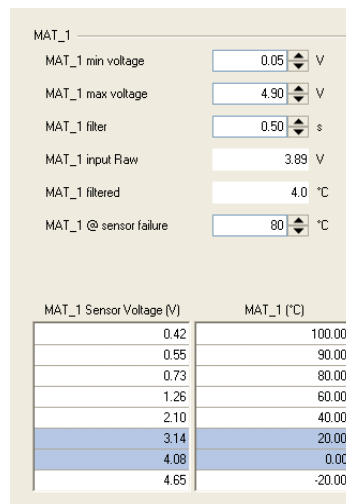 MAT_1
MAT_1 min voltage 0.05 V
MAT_1 max voltage 4.90 V
MAT_1 filter 0.50 s
MAT_1 input Raw 3.89 V
MAT_1 filtered 4.0 °C
MAT_1 @ sensor failure 80 °C
MAT_1 Sensor Voltage (V) MAT_1 (°C)
0.42 100.00
0.55 90.00
0.73 80.00
1.26 60.00
2.10 40.00
3.14 20.00
4.08 0.00
4.65 -20.00